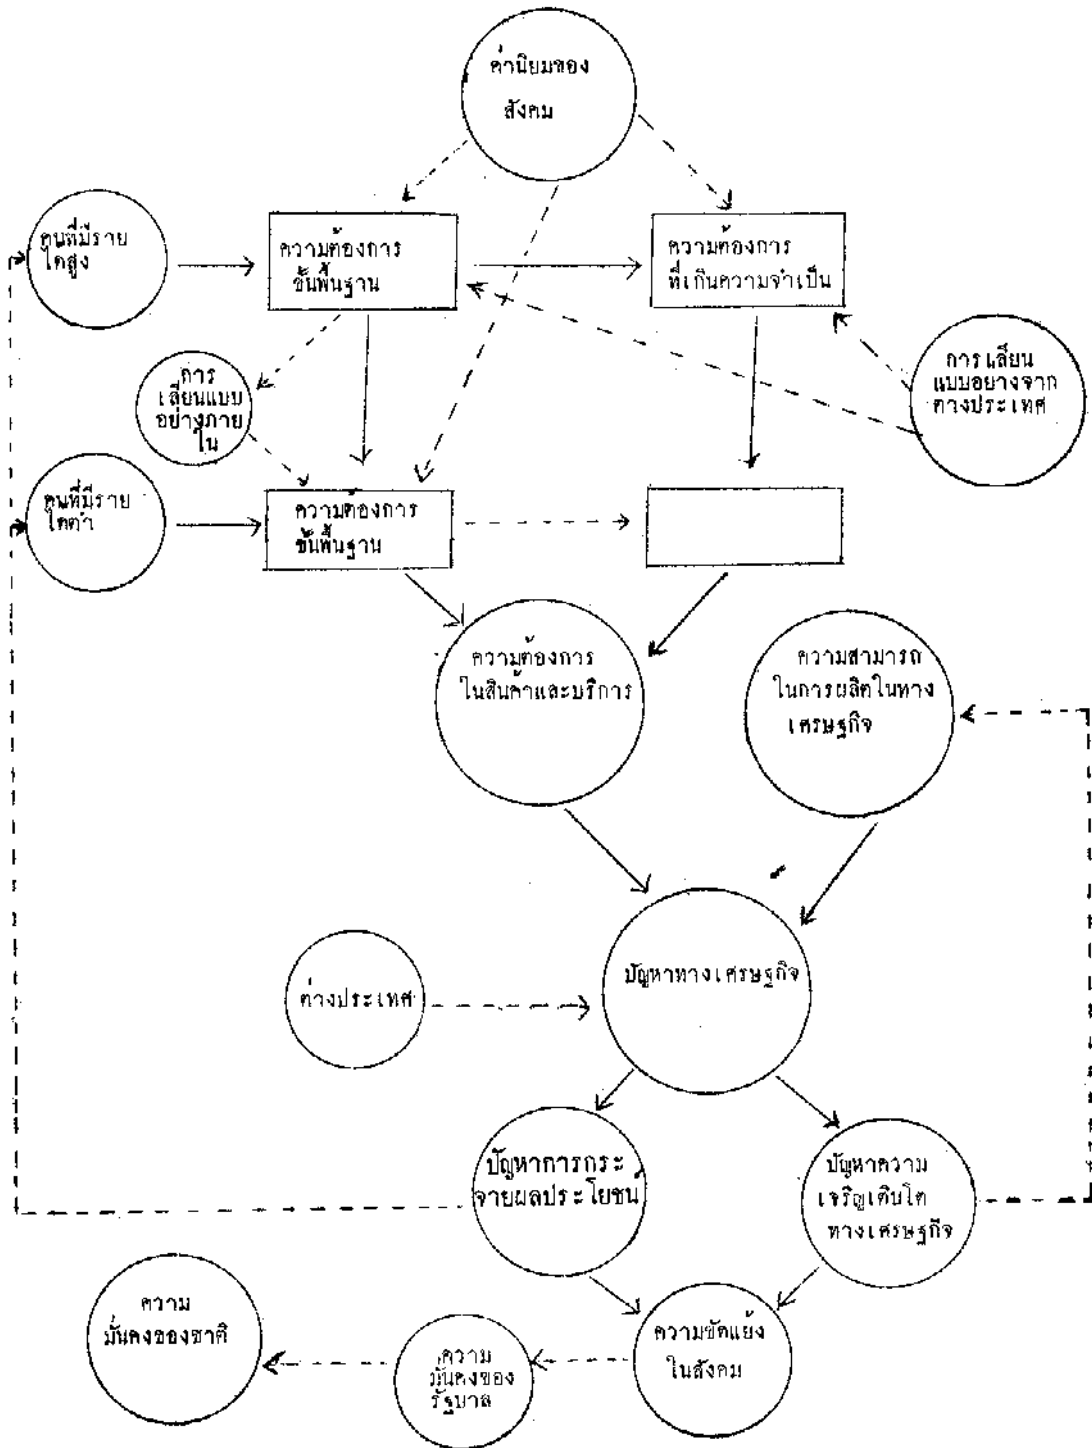 ค่านิยมของ
สังคม
คนที่มีราย
ได้สูง
ความต้องการ
ขั้นพื้นฐาน
ความต้องการ
ที่เกินความจำเป็น
การ
เลียนแบบ
อย่างภาย
ใน
การเลียน
แบบอย่างจาก
ต่างประเทศ
คนที่มีราย
ได้ต่ำ
ความต้องการ
ขั้นพื้นฐาน
ความต้องการ
ในสินค้าและบริการ
ความสามารถ
ในการผลิตในทาง
เศรษฐกิจ
ต่างประเทศ
ปัญหาทางเศรษฐกิจ
ปัญหาการกระ
จายผลประโยชน์
ปัญหาความ
เจริญเติบโต
ทางเศรษฐกิจ
ความ
มั่นคงของชาติ
ความ
มั่นคงของ
รัฐบาล
ความขัดแย้ง
ในสังคม